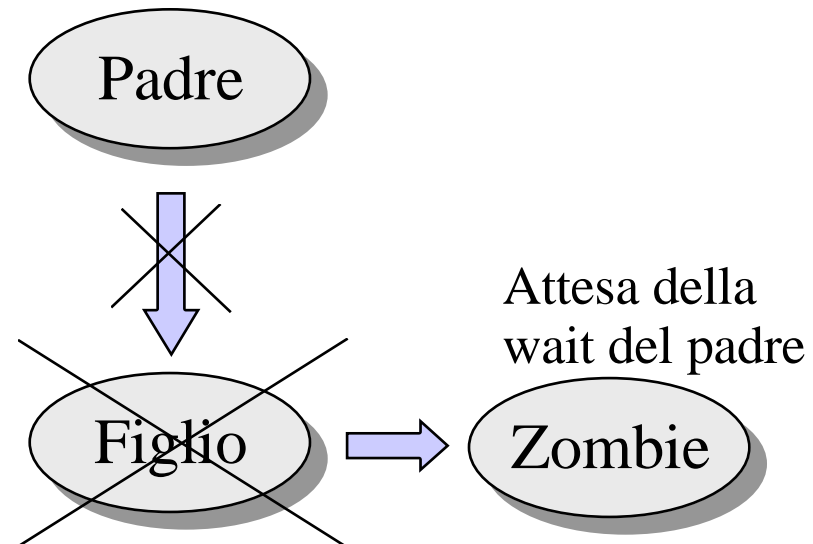 Padre
Attesa della
wait del padre
Figlio
Zombie